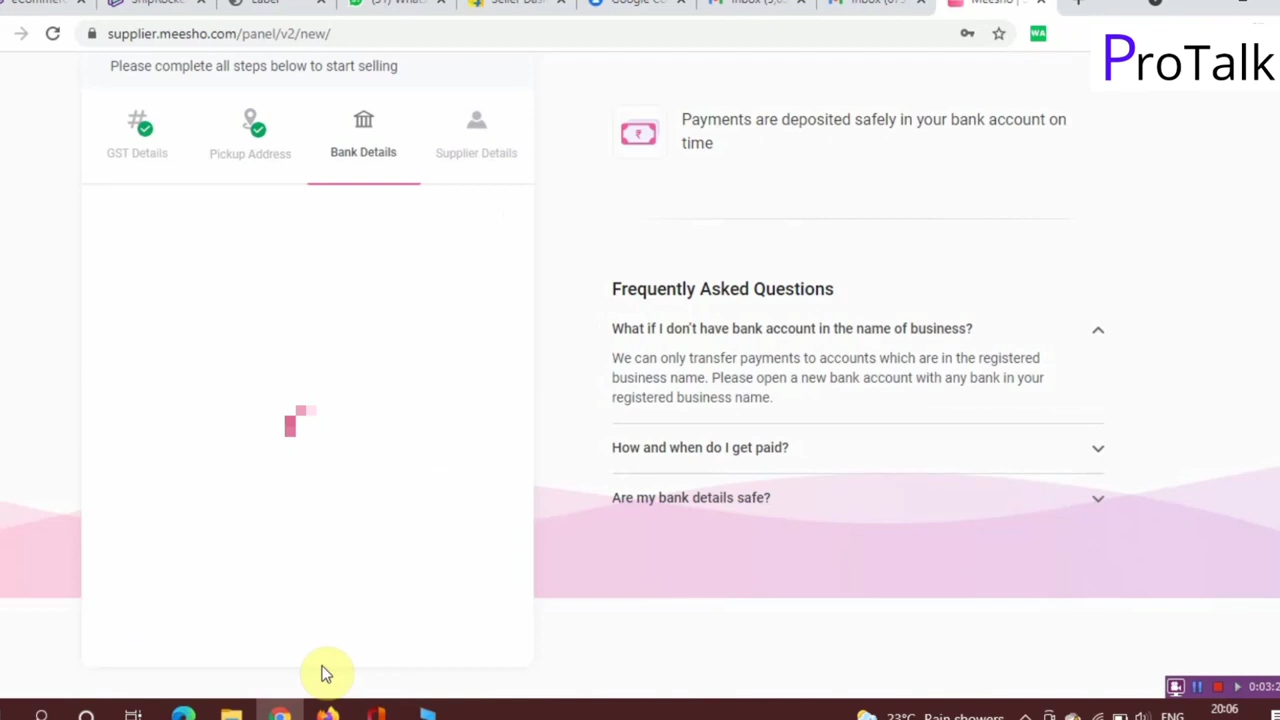 Label
supplier.meesho.com/panel/v2/new/
WA
ProTalk
Please complete all steps below to start selling
GST Details
Pickup Address
Bank Details
Supplier Details
Payments are deposited safely in your bank account on
time
Frequently Asked Questions
What if I don't have bank account in the name of business?
We can only transfer payments to accounts which are in the registered
business name. Please open a new bank account with any bank in your
registered business name.
How and when do I get paid?
Are my bank details safe?
23°C Rain showers
ENG
20:06